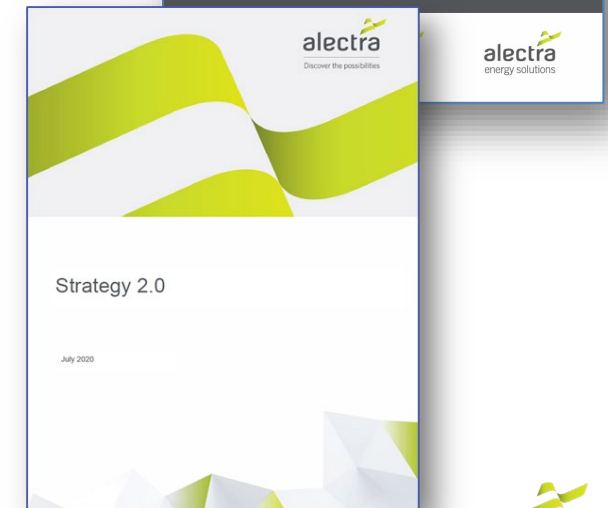 alectra
Discover the possibilities
alectra
energy solutions
Strategy 2.0
July 2020